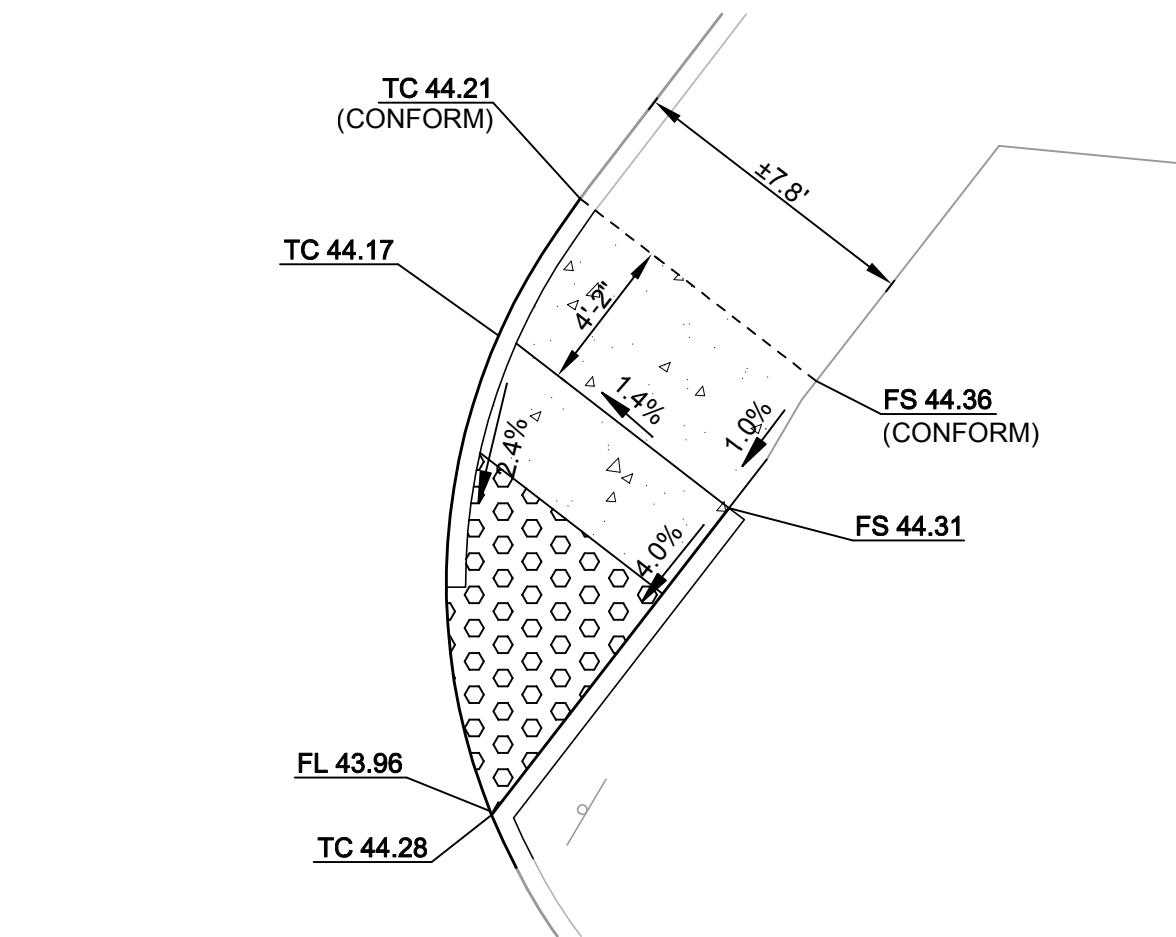 TC 44.21
(CONFORM)
±7.8'
TC 44.17
4'-2"
1.4%
1.0%
FS 44.36
(CONFORM)
2.4%
FS 44.31
4.0%
FL 43.96
TC 44.28